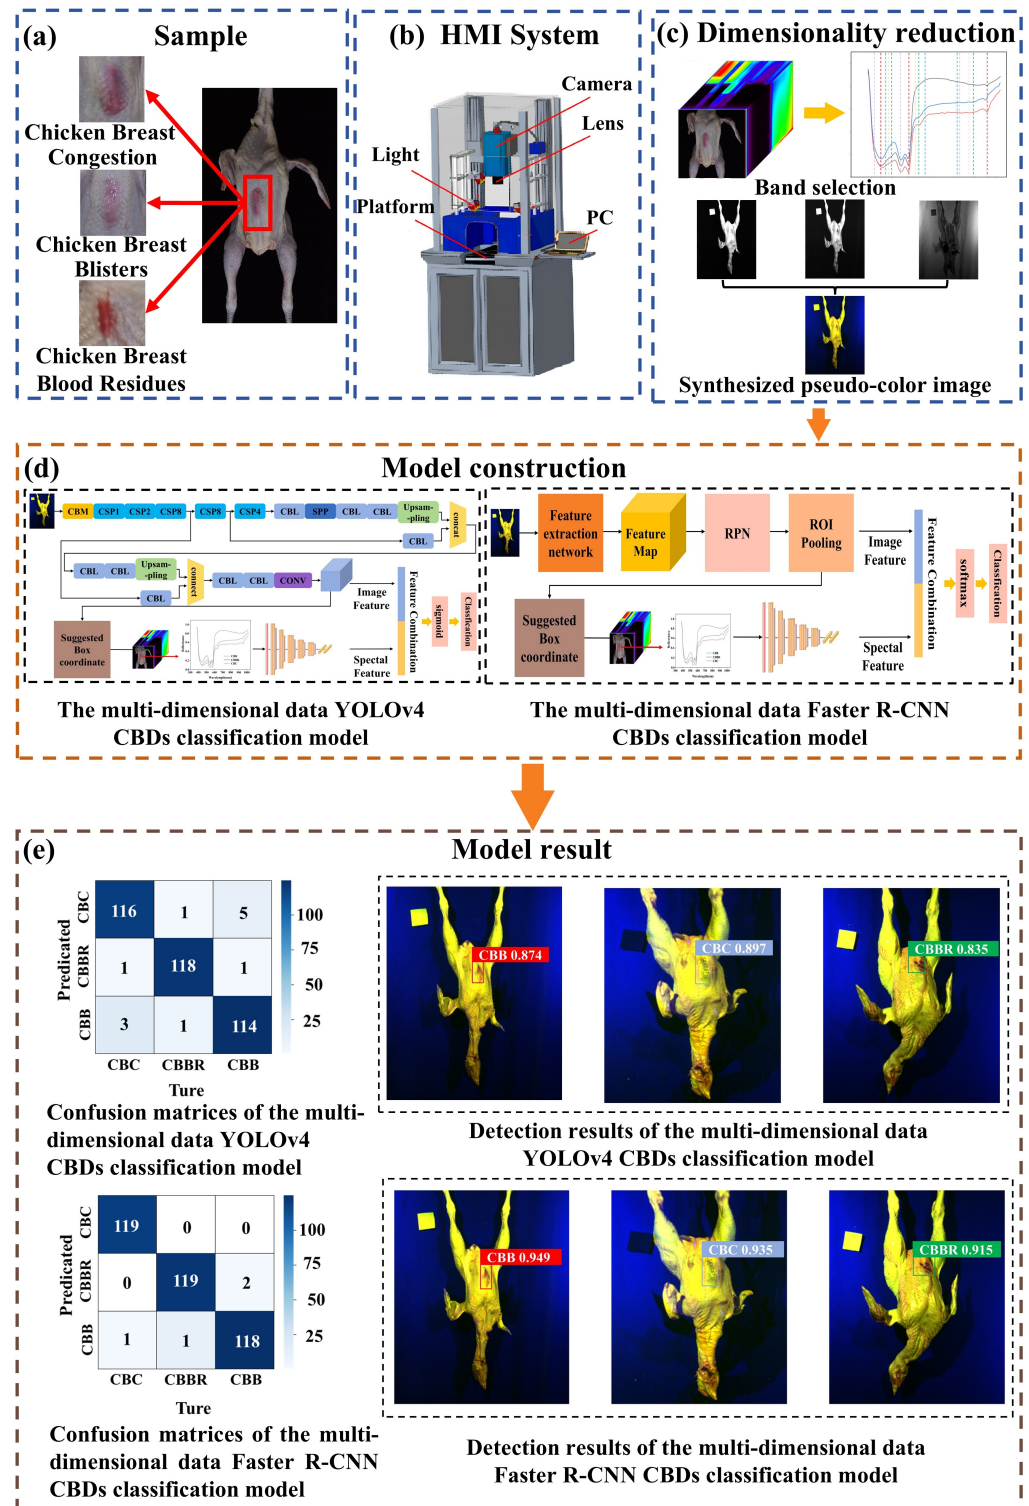 (a) Sample
Chicken Breast
Congestion
Chicken Breast
Blisters
Chicken Breast
Blood Residues
(b) HMI System
Camera
Lens
Light
Platform
PC
(c) Dimensionality reduction
Band selection
Synthesized pseudo-color image
(d) Model construction
CBM CSP1 CSP2 CSP8 CSP8 CSP4 CBL SPP CBL CBL Upsam-
-pling
concat
CBL
CBL CBL Upsam-
-pling
connect
CBL
CBL CBL CONV
Image
Feature
Suggested
Box
coordinate
Spectal
Feature
Feature Combination
sigmoid
Classfication
The multi-dimensional data YOLOv4
CBDs classification model
Feature
extraction
network
Feature
Map
RPN
ROI
Pooling
Image
Feature
Suggested
Box
coordinate
Spectral
Feature
Feature Combination
softmax
Classfication
The multi-dimensional data Faster R-CNN
CBDs classification model
(e) Model result
Predicated
CBC
CBBR
CBB
116 1 5
1 118 1
3 1 114
CBC CBBR CBB
Ture
100
75
50
25
Confusion matrices of the multi-
dimensional data YOLOv4
CBDs classification model
CBB 0.874
CBC 0.897
CBBR 0.835
Detection results of the multi-dimensional data
YOLOv4 CBDs classification model
Predicated
CBC
CBBR
CBB
119 0 0
0 119 2
1 1 118
CBC CBBR CBB
Ture
100
75
50
25
Confusion matrices of the multi-
dimensional data Faster R-CNN
CBDs classification model
CBB 0.949
CBC 0.935
CBBR 0.915
Detection results of the multi-dimensional data
Faster R-CNN CBDs classification model